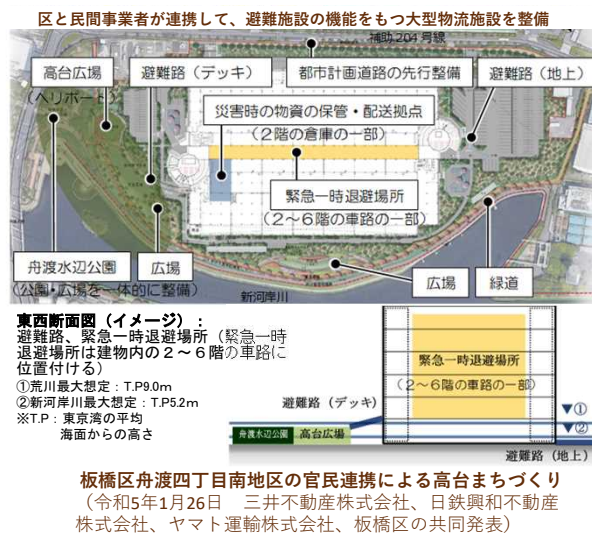 区と民間事業者が連携して、避難施設の機能をもつ大型物流施設を整備
補助204号線
高台広場
（ヘリポート）
避難路（デッキ）
都市計画道路の先行整備
避難路（地上）
災害時の物資の保管・配送拠点
（２階の倉庫の一部）
緊急一時退避場所
（２～６階の車路の一部）
舟渡水辺公園
（公園・広場を一体的に整備）
広場
新河岸川
広場
緑道
東西断面図（イメージ）：
避難路、緊急一時退避場所（緊急一時
退避場所は建物内の２～６階の車路に
位置付ける）
①荒川最大想定：T.P9.0m
②新河岸川最大想定：T.P5.2m
※T.P：東京湾の平均
海面からの高さ
緊急一時退避場所
（２～６階の車路の一部）
避難路（デッキ）
▼①
▼②
舟渡水辺公園
高台広場
避難路（地上）
板橋区舟渡四丁目南地区の官民連携による高台まちづくり
（令和5年1月26日　三井不動産株式会社、日鉄興和不動産
株式会社、ヤマト運輸株式会社、板橋区の共同発表）